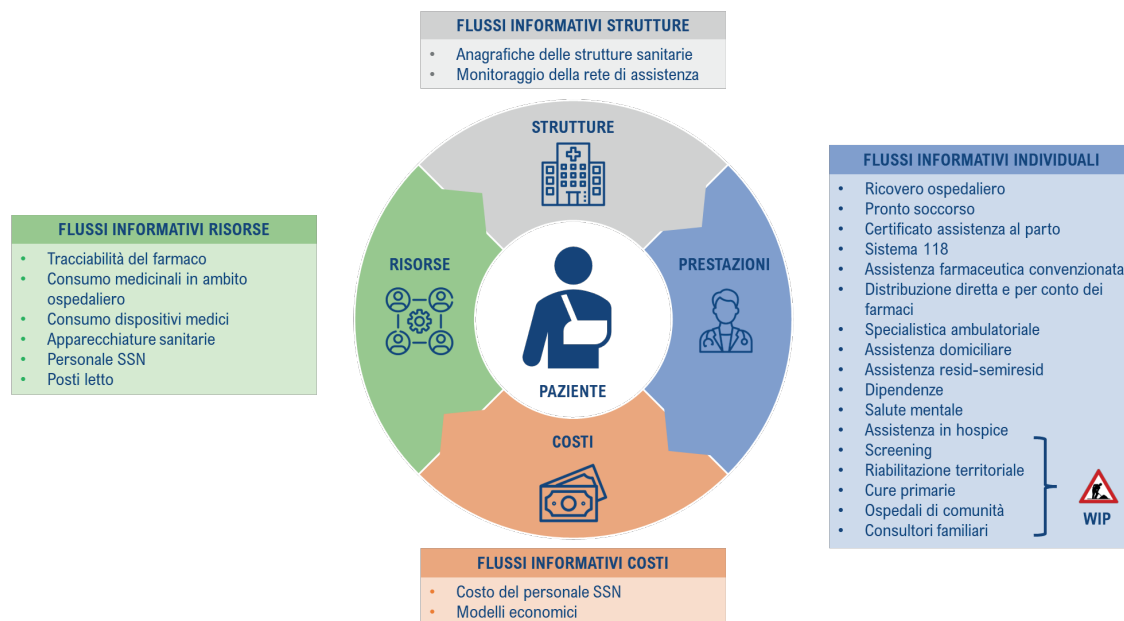 FLUSSI INFORMATIVI STRUTTURE
• Anagrafiche delle strutture sanitarie
• Monitoraggio della rete di assistenza
STRUTTURE
RISORSE
PRESTAZIONI
PAZIENTE
COSTI
FLUSSI INFORMATIVI RISORSE
• Tracciabilità del farmaco
• Consumo medicinali in ambito
ospedaliero
• Consumo dispositivi medici
• Apparecchiature sanitarie
• Personale SSN
• Posti letto
FLUSSI INFORMATIVI INDIVIDUALI
• Ricovero ospedaliero
• Pronto soccorso
• Certificato assistenza al parto
• Sistema 118
• Assistenza farmaceutica convenzionata
• Distribuzione diretta e per conto dei
farmaci
• Specialistica ambulatoriale
• Assistenza domiciliare
• Assistenza resid-semiresid
• Dipendenze
• Salute mentale
• Assistenza in hospice
• Screening
• Riabilitazione territoriale
• Cure primarie
• Ospedali di comunità
• Consultori familiari
WIP
FLUSSI INFORMATIVI COSTI
• Costo del personale SSN
• Modelli economici